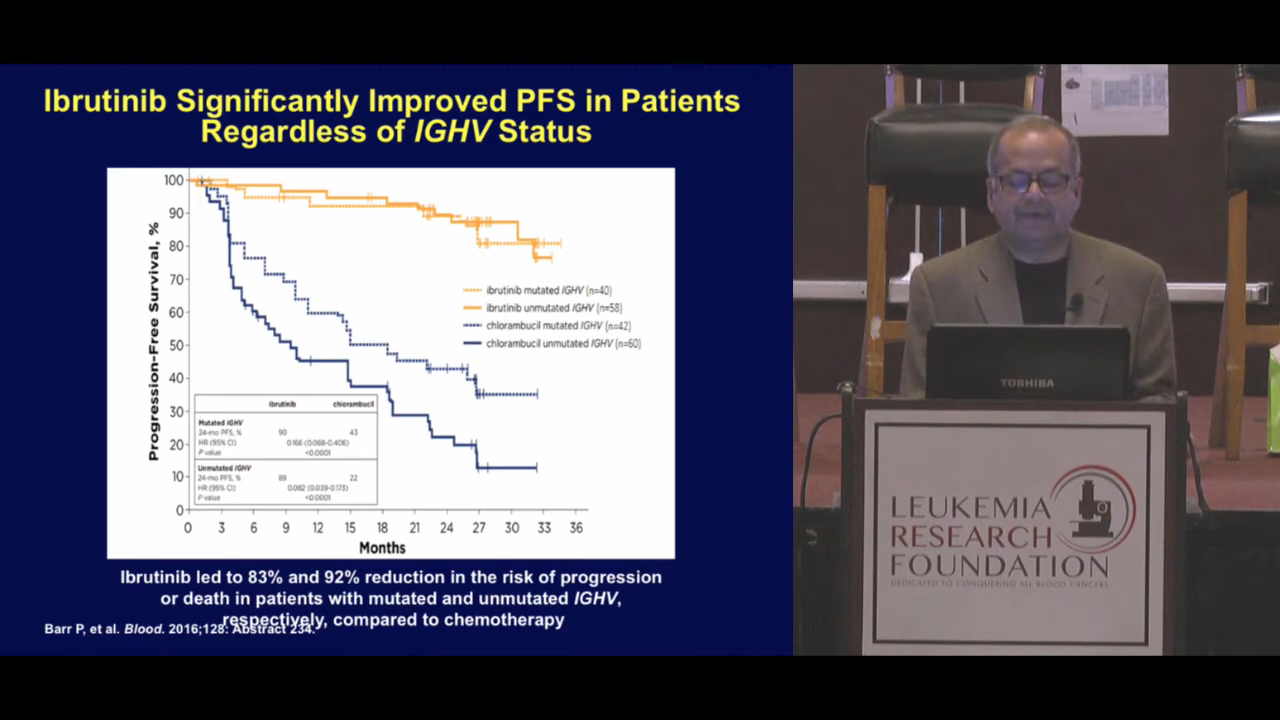 Ibrutinib Significantly Improved PFS in Patients
Regardless of IGHV Status
Progression-Free Survival, %
100
90
80
70
60
50
40
30
20
10
0
0 3 6 9 12 15 18 21 24 27 30 33 36
Months
ibrutinib mutated IGHV (n=40)
ibrutinib unmutated IGHV (n=58)
chlorambucil mutated IGHV (n=42)
chlorambucil unmutated IGHV (n=60)
ibrutinib chlorambucil
Mutated IGHV
24-mo PFS, % 90 43
HR (95% CI) 0.166 (0.068-0.406)
P value <0.0001
Unmutated IGHV
24-mo PFS, % 89 22
HR (95% CI) 0.082 (0.039-0.173)
P value <0.0001
Ibrutinib led to 83% and 92% reduction in the risk of progression
or death in patients with mutated and unmutated IGHV,
respectively, compared to chemotherapy
Barr P, et al. Blood. 2016;128: Abstract 234.
TOSHIBA
LEUKEMIA
RESEARCH
FOUNDATION
DEDICATED TO CONQUERING ALL BLOOD CANCERS